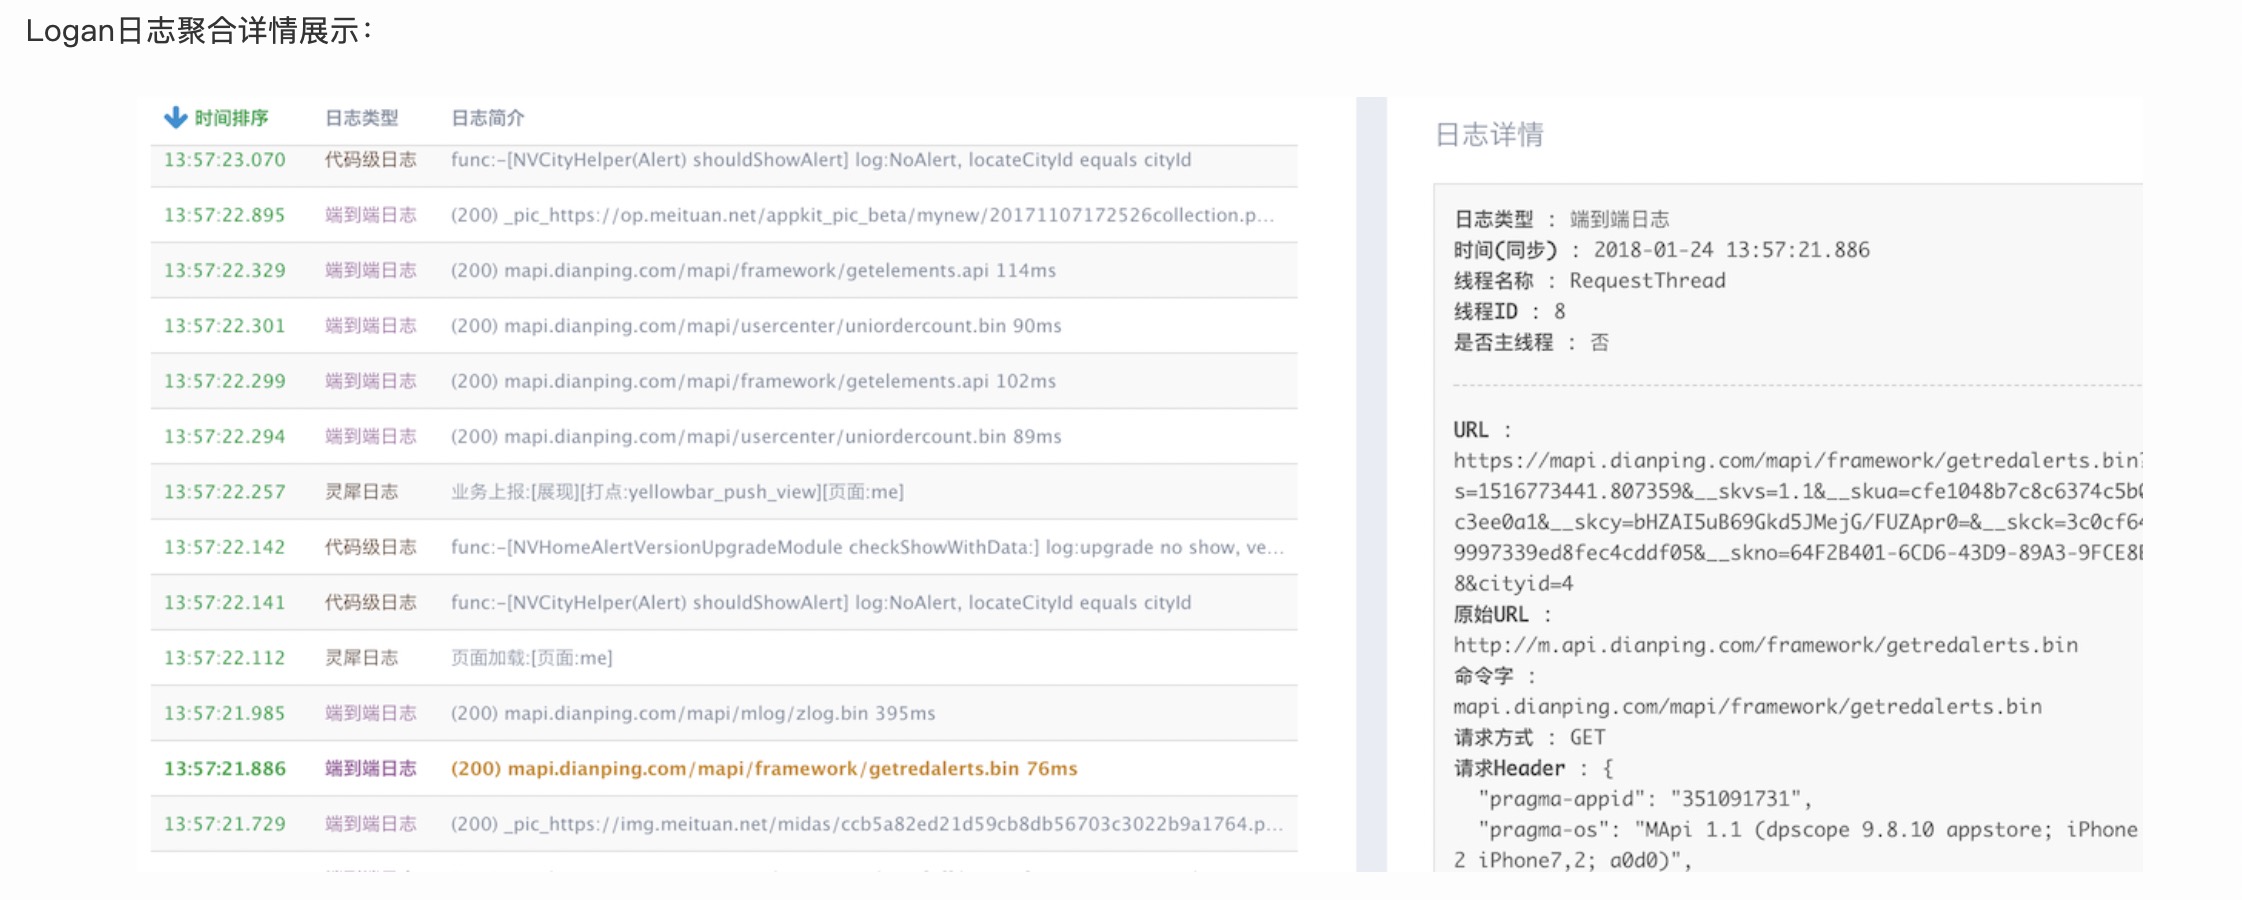 Logan日志聚合详情展示：
时间排序 日志类型 日志简介
13:57:23.070 代码级日志 func:-[NVCityHelper(Alert) shouldShowAlert] log:NoAlert, locateCityId equals cityId
13:57:22.895 端到端日志 (200) _pic_https://op.meituan.net/appkit_pic_beta/mynew/20171107172526collection.p...
13:57:22.329 端到端日志 (200) mapi.dianping.com/mapi/framework/getelements.api 114ms
13:57:22.301 端到端日志 (200) mapi.dianping.com/mapi/usercenter/uniordercount.bin 90ms
13:57:22.299 端到端日志 (200) mapi.dianping.com/mapi/framework/getelements.api 102ms
13:57:22.294 端到端日志 (200) mapi.dianping.com/mapi/usercenter/uniordercount.bin 89ms
13:57:22.257 灵犀日志 业务上报:[展现][打点:yellowbar_push_view][页面:me]
13:57:22.142 代码级日志 func:-[NVHomeAlertVersionUpgradeModule checkShowWithData:] log:upgrade no show, ve...
13:57:22.141 代码级日志 func:-[NVCityHelper(Alert) shouldShowAlert] log:NoAlert, locateCityId equals cityId
13:57:22.112 灵犀日志 页面加载:[页面:me]
13:57:21.985 端到端日志 (200) mapi.dianping.com/mapi/mlog/zlog.bin 395ms
13:57:21.886 端到端日志 (200) mapi.dianping.com/mapi/framework/getredalerts.bin 76ms
13:57:21.729 端到端日志 (200) _pic_https://img.meituan.net/midas/ccb5a82ed21d59cb8db56703c3022b9a1764.p...
日志详情
日志类型 : 端到端日志
时间(同步) : 2018-01-24 13:57:21.886
线程名称 : RequestThread
线程ID : 8
是否主线程 : 否
URL :
https://mapi.dianping.com/mapi/framework/getredalerts.bin?
s=1516773441.807359&__skvs=1.1&__skua=cfe1048b7c8c6374c5b0
c3ee0a1&__skcy=bHZAI5uB69Gkd5JMejG/FUZApr0=&__skck=3c0cf64
9997339ed8fec4cddf05&__skno=64F2B401-6CD6-43D9-89A3-9FCE8E
8&cityid=4
原始URL :
http://m.api.dianping.com/framework/getredalerts.bin
命令字 :
mapi.dianping.com/mapi/framework/getredalerts.bin
请求方式 : GET
请求Header : {
"pragma-appid": "351091731",
"pragma-os": "MApi 1.1 (dpscope 9.8.10 appstore; iPhone
2 iPhone7,2; a0d0)",